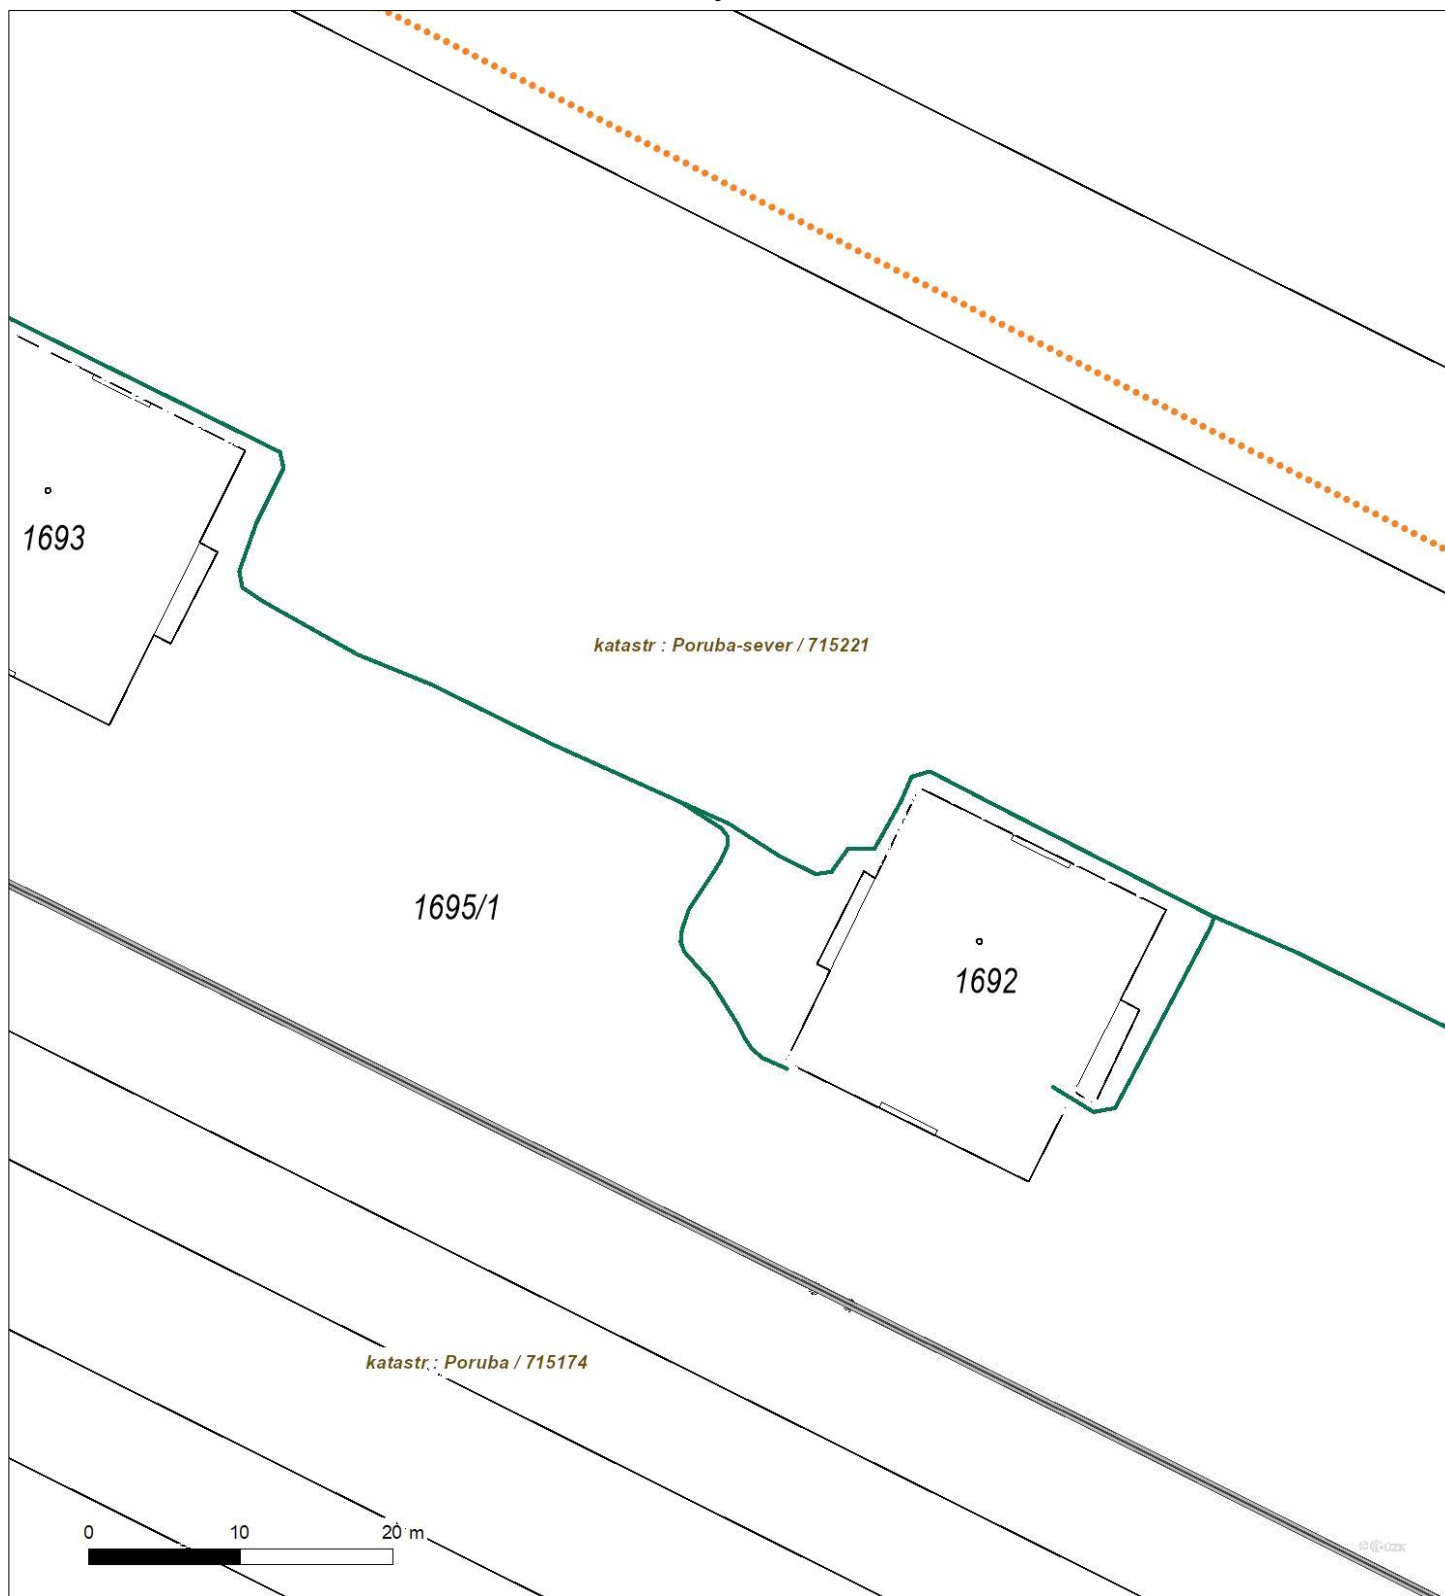 1693
katastr : Poruba-sever / 715221
1695/1
1692
katastr : Poruba / 715174
0 10 20 m